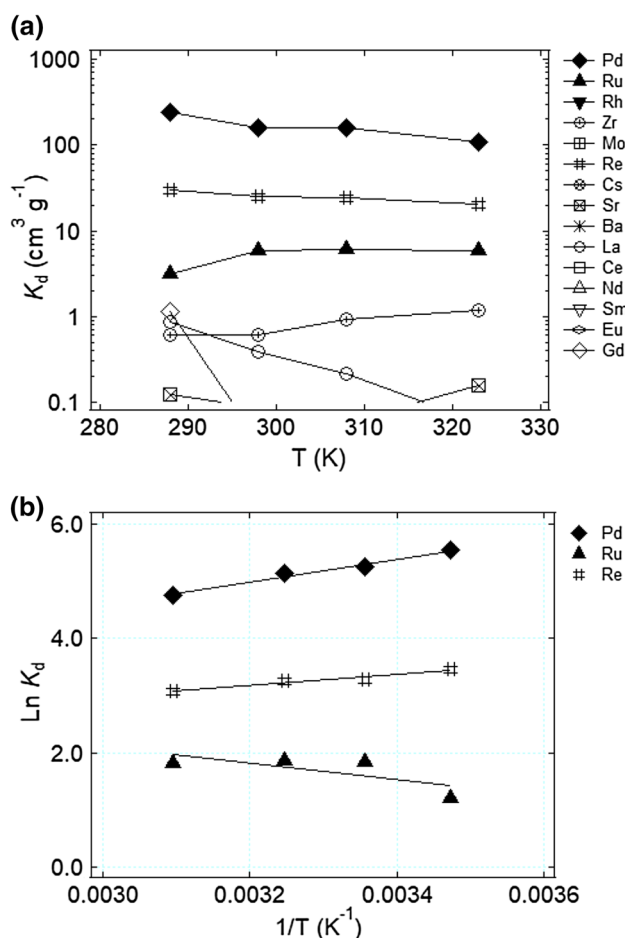 (a)
1000
100
10
1
0.1
K_d (cm³ g⁻¹)
280
290
300
310
320
330
T (K)
Pd
Ru
Rh
Zr
Mo
Re
Cs
Sr
Ba
La
Ce
Nd
Sm
Eu
Gd
(b)
6.0
4.0
2.0
0.0
Ln K_d
0.0030
0.0032
0.0034
0.0036
1/T (K⁻¹)
Pd
Ru
Re